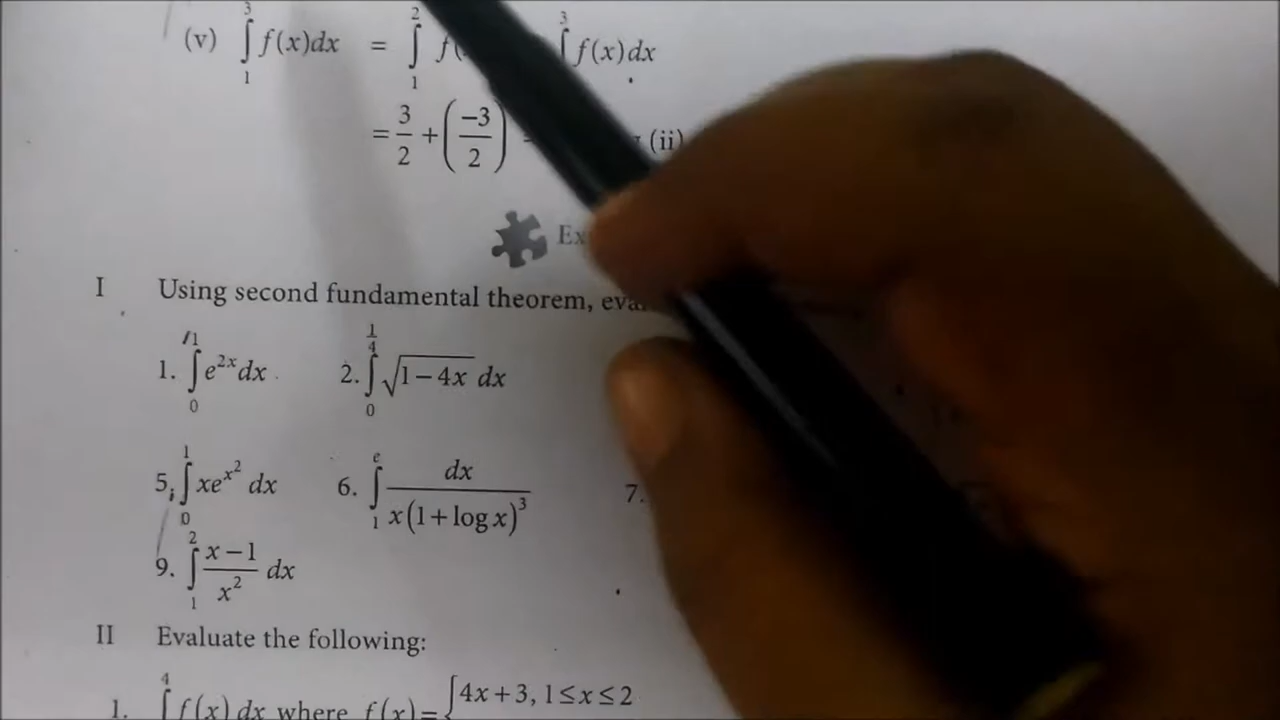 (v) ∫₁³ f(x)dx = ∫₁² f( ∫³ f(x)dx
= 3/2 + (−3/2) (ii)
I Using second fundamental theorem,
1. ∫₀¹ e^{2x} dx 2. ∫₀^{1/4} √(1−4x) dx
5. ∫₀¹ xe^{x²} dx 6. ∫₁^e dx/(x(1+log x)³) 7.
9. ∫₁² (x−1)/x² dx
II Evaluate the following:
1. ∫⁴ f(x) dx where f(x)= {4x+3, 1≤x≤2